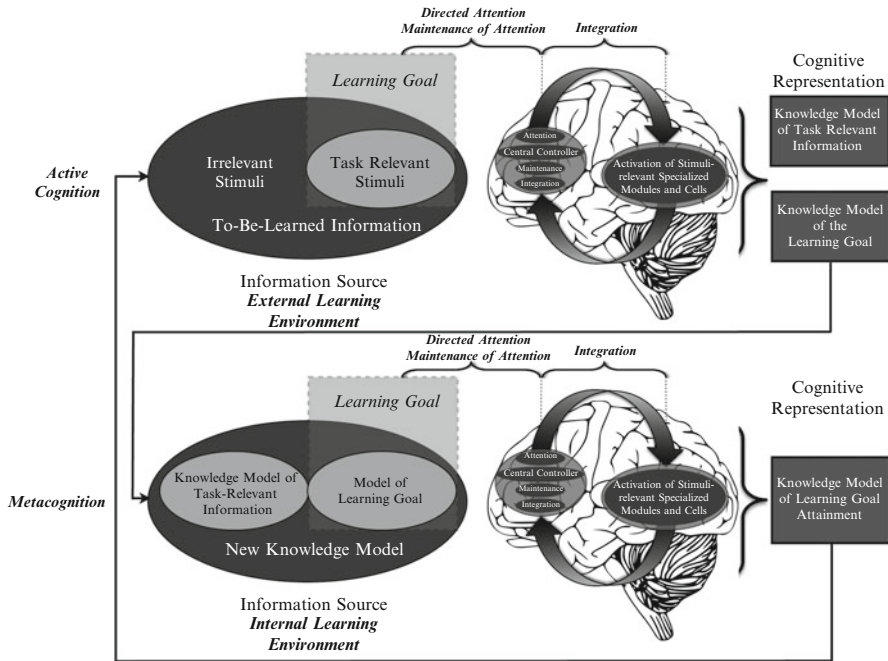 Directed Attention
Maintenance of Attention
Integration
Learning Goal
Cognitive
Representation
Active
Cognition
Irrelevant
Stimuli
Task Relevant
Stimuli
To-Be-Learned Information
Attention
Central Controller
Maintenance
Integration
Activation of Stimuli-
relevant Specialized
Modules and Cells
Knowledge Model
of Task Relevant
Information
Knowledge Model
of the
Learning Goal
Information Source
External Learning
Environment
Directed Attention
Maintenance of Attention
Integration
Learning Goal
Cognitive
Representation
Metacognition
Knowledge Model of
Task-Relevant
Information
Model of
Learning Goal
New Knowledge Model
Attention
Central Controller
Maintenance
Integration
Activation of Stimuli-
relevant Specialized
Modules and Cells
Knowledge Model
of Learning Goal
Attainment
Information Source
Internal Learning
Environment